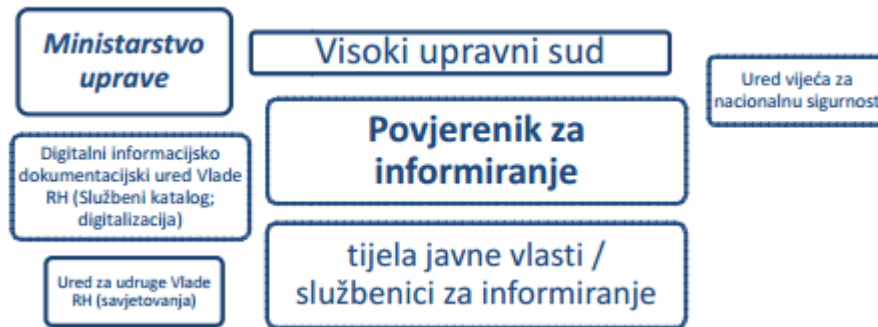 Ministarstvo
uprave
Visoki upravni sud
Ured vijeća za
nacionalnu sigurnost
Povjerenik za
informiranje
Digitalni informacijsko
dokumentacijski ured Vlade
RH (Službeni katalog;
digitalizacija)
tijela javne vlasti /
službenici za informiranje
Ured za udruge Vlade
RH (savjetovanja)